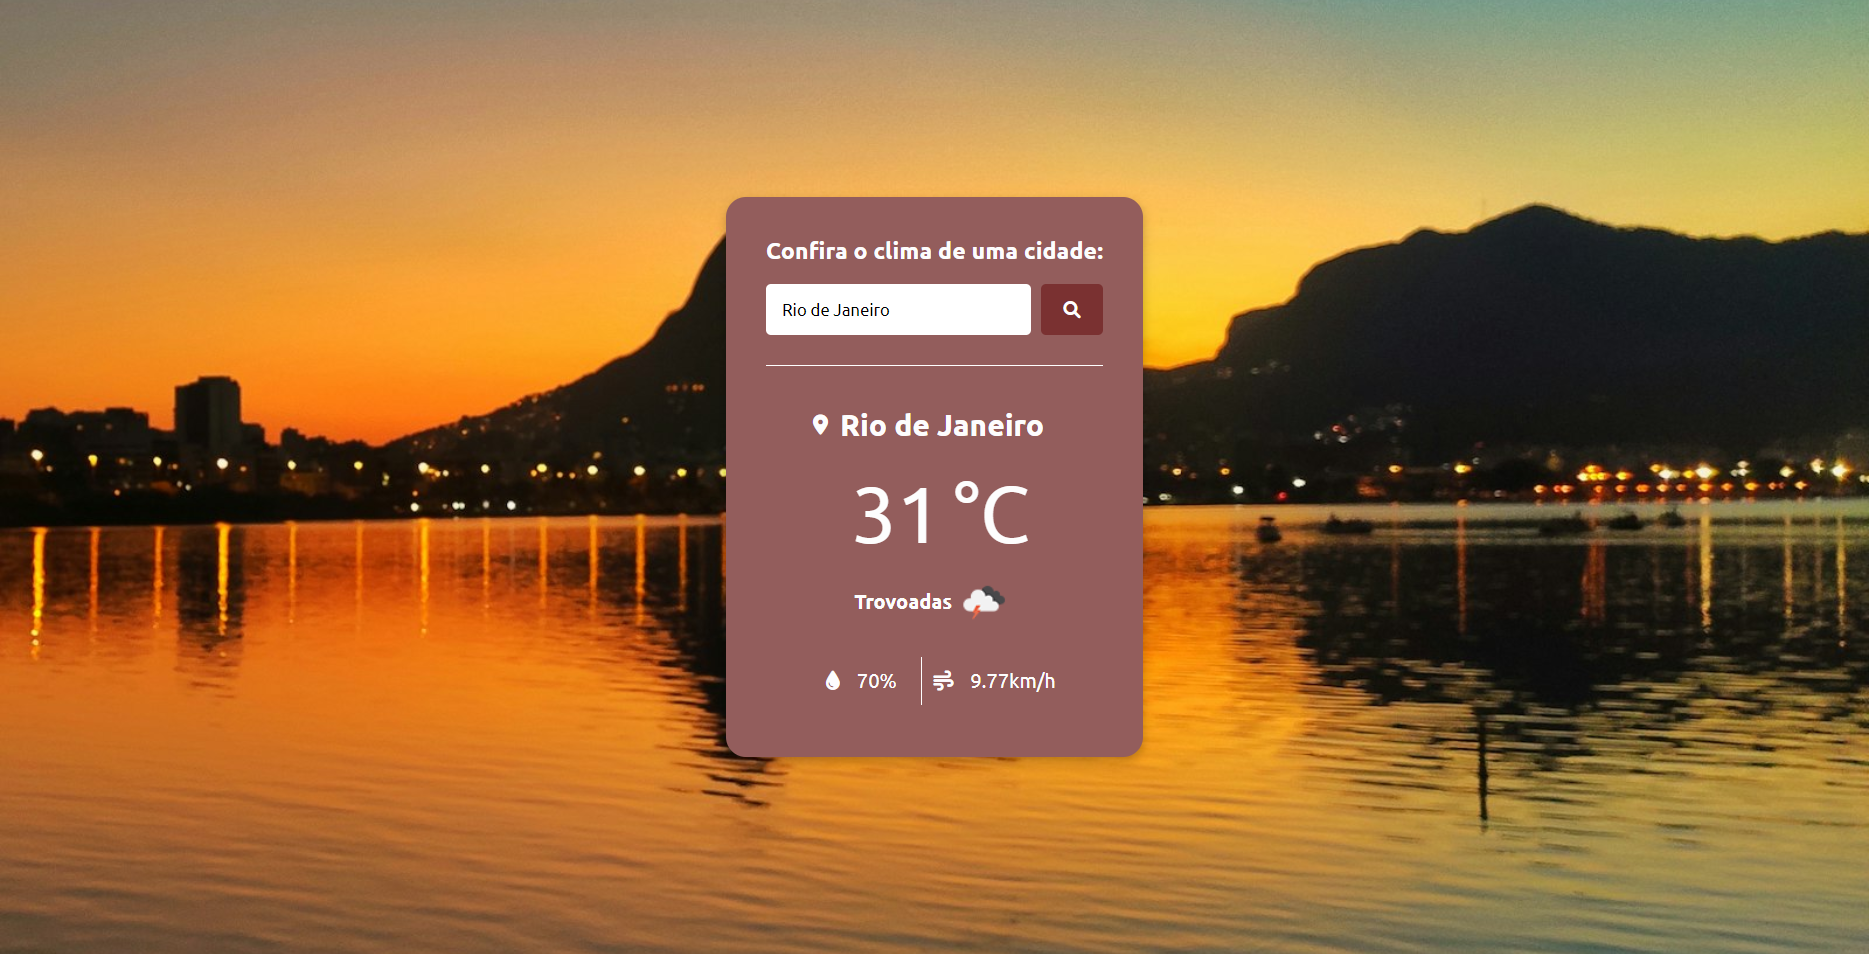 Confira o clima de uma cidade:
Rio de Janeiro
Rio de Janeiro
31°C
Trovoadas
70% 9.77km/h